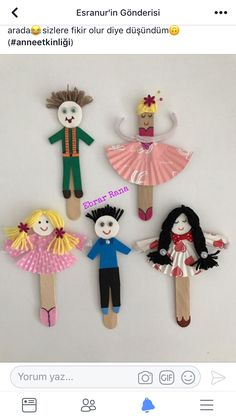 Esranur'in Gönderisi
arada😂sizlere fikir olur diye düşündüm🙃
(#anneetkinliği)
Ebrar Rana
Yorum yaz...
GIF